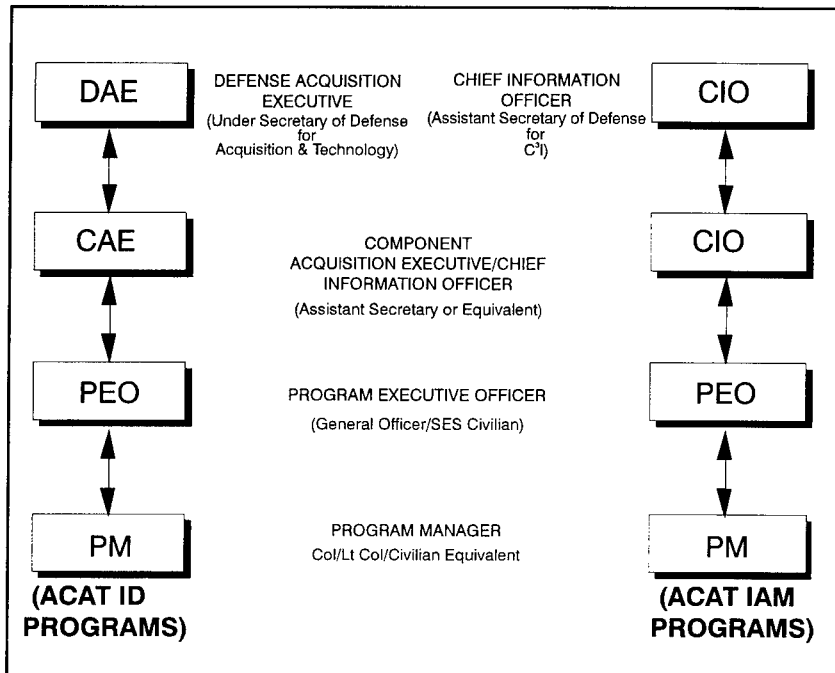 DAE
DEFENSE ACQUISITION
EXECUTIVE
(Under Secretary of Defense
for
Acquisition & Technology)
CHIEF INFORMATION
OFFICER
(Assistant Secretary of Defense
for
C³I)
CIO
CAE
COMPONENT
ACQUISITION EXECUTIVE/CHIEF
INFORMATION OFFICER
(Assistant Secretary or Equivalent)
CIO
PEO
PROGRAM EXECUTIVE OFFICER
(General Officer/SES Civilian)
PEO
PM
PROGRAM MANAGER
Col/Lt Col/Civilian Equivalent
PM
(ACAT ID
PROGRAMS)
(ACAT IAM
PROGRAMS)